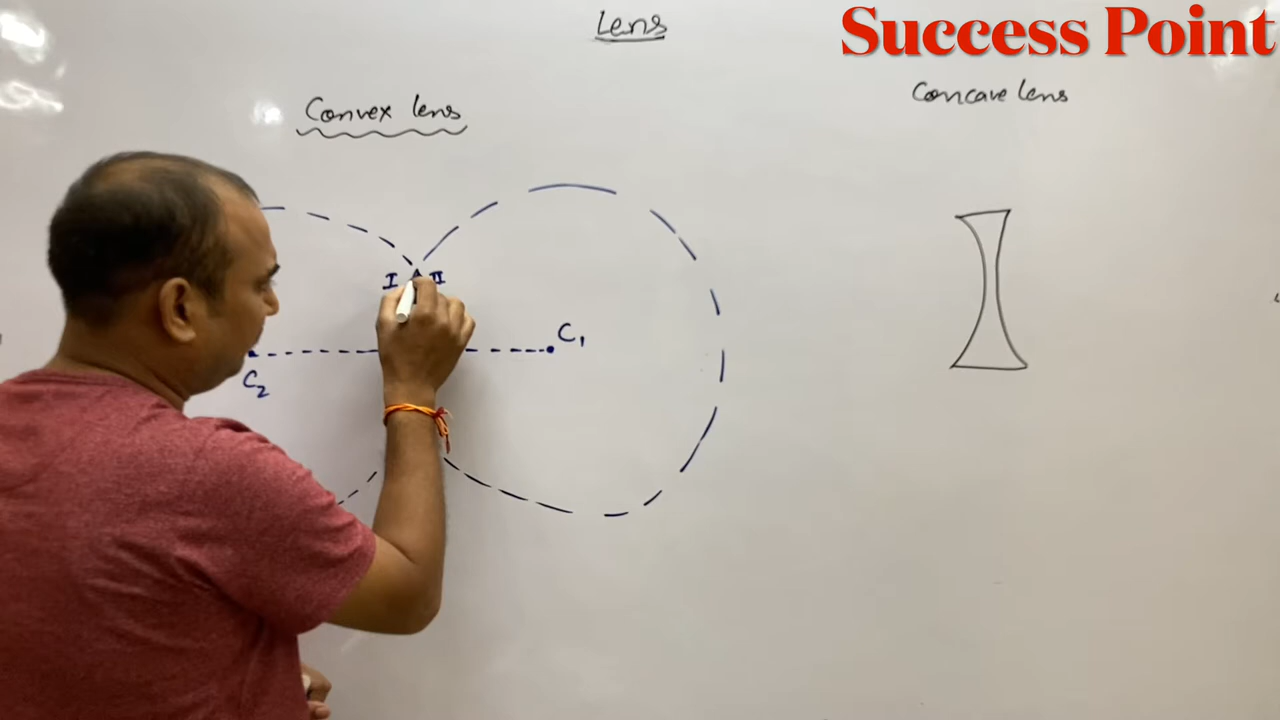 Lens
Success Point
Convex lens
Concave lens
I II
C1
C2